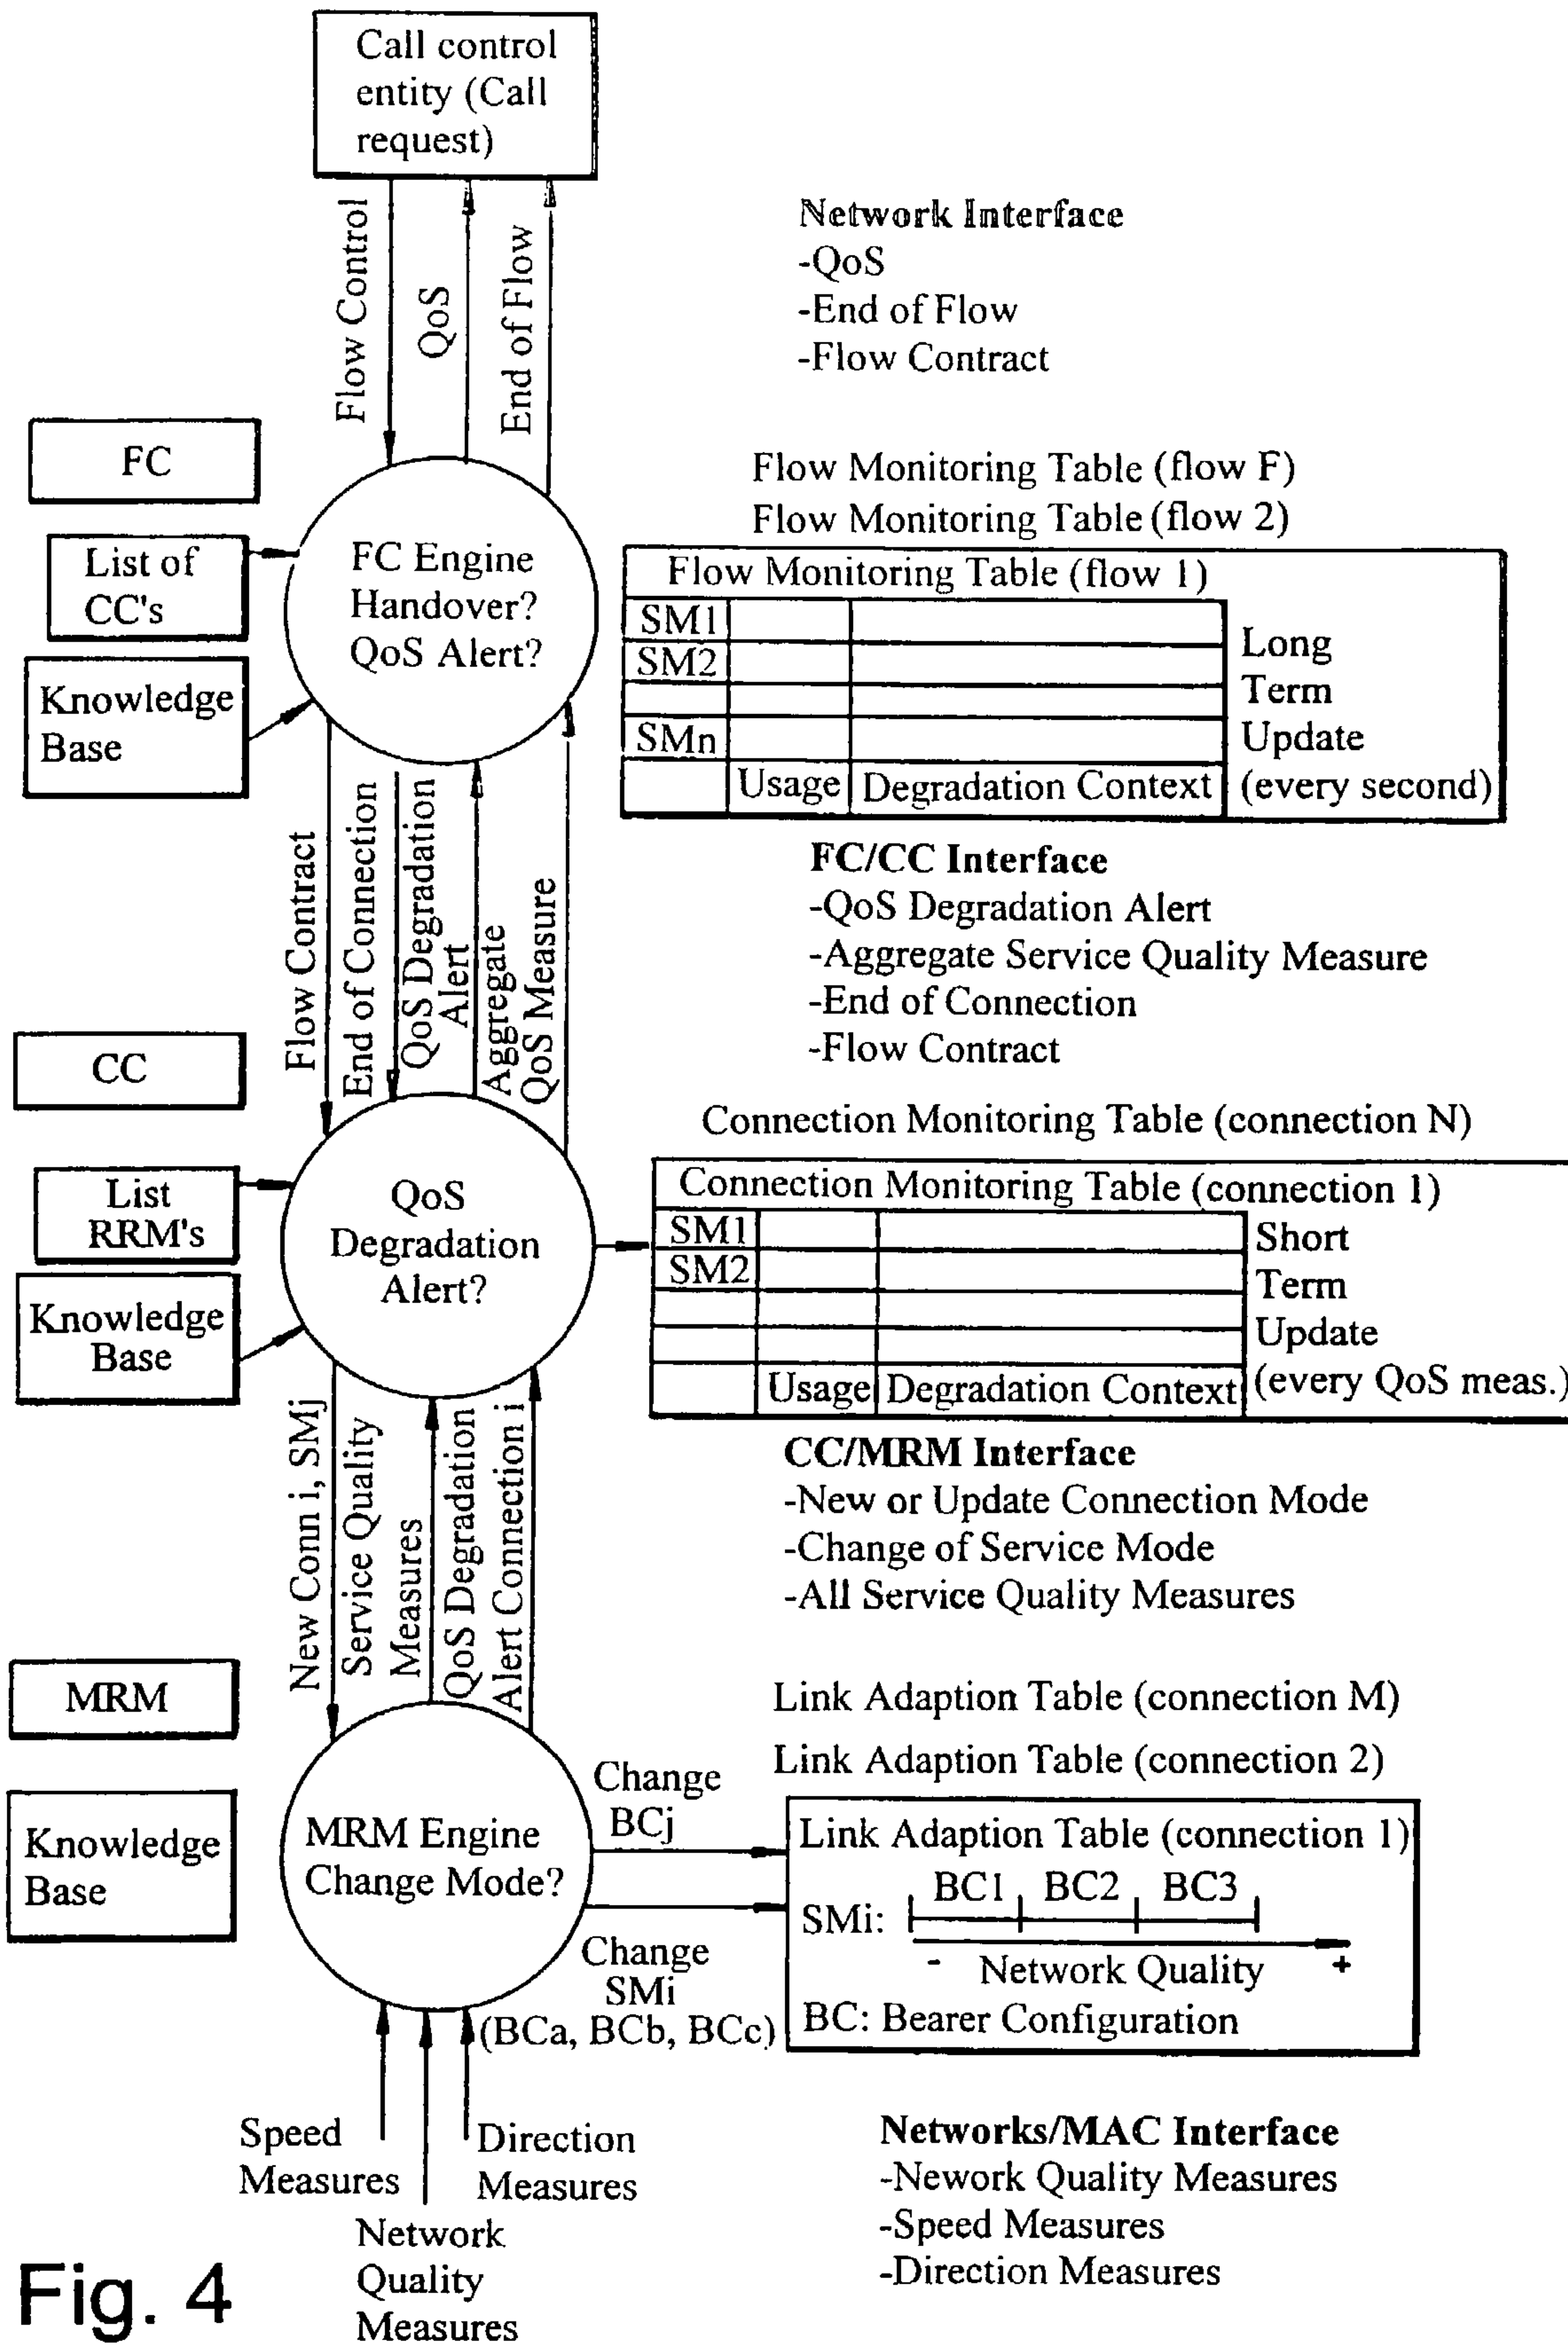 Call control
entity (Call
request)
Flow Control
QoS
End of Flow
Network Interface
-QoS
-End of Flow
-Flow Contract
FC
List of
CC's
Knowledge
Base
FC Engine
Handover?
QoS Alert?
Flow Monitoring Table (flow F)
Flow Monitoring Table (flow 2)
Flow Monitoring Table (flow 1)
SM1
SM2
SMn
Usage
Degradation Context
Long
Term
Update
(every second)
Flow Contract
End of Connection
QoS Degradation
Alert
Aggregate
QoS Measure
FC/CC Interface
-QoS Degradation Alert
-Aggregate Service Quality Measure
-End of Connection
-Flow Contract
CC
List
RRM's
Knowledge
Base
QoS
Degradation
Alert?
Connection Monitoring Table (connection N)
Connection Monitoring Table (connection 1)
SM1
SM2
Usage
Degradation Context
Short
Term
Update
(every QoS meas.)
New Conn i, SMj
Service Quality
Measures
QoS Degradation
Alert Connection i
CC/MRM Interface
-New or Update Connection Mode
-Change of Service Mode
-All Service Quality Measures
MRM
Knowledge
Base
MRM Engine
Change Mode?
Change
BCj
Change
SMi
(BCa, BCb, BCc)
Link Adaption Table (connection M)
Link Adaption Table (connection 2)
Link Adaption Table (connection 1)
BC1
BC2
BC3
SMi:
- Network Quality +
BC: Bearer Configuration
Speed
Measures
Direction
Measures
Network
Quality
Measures
Networks/MAC Interface
-Nework Quality Measures
-Speed Measures
-Direction Measures
Fig. 4